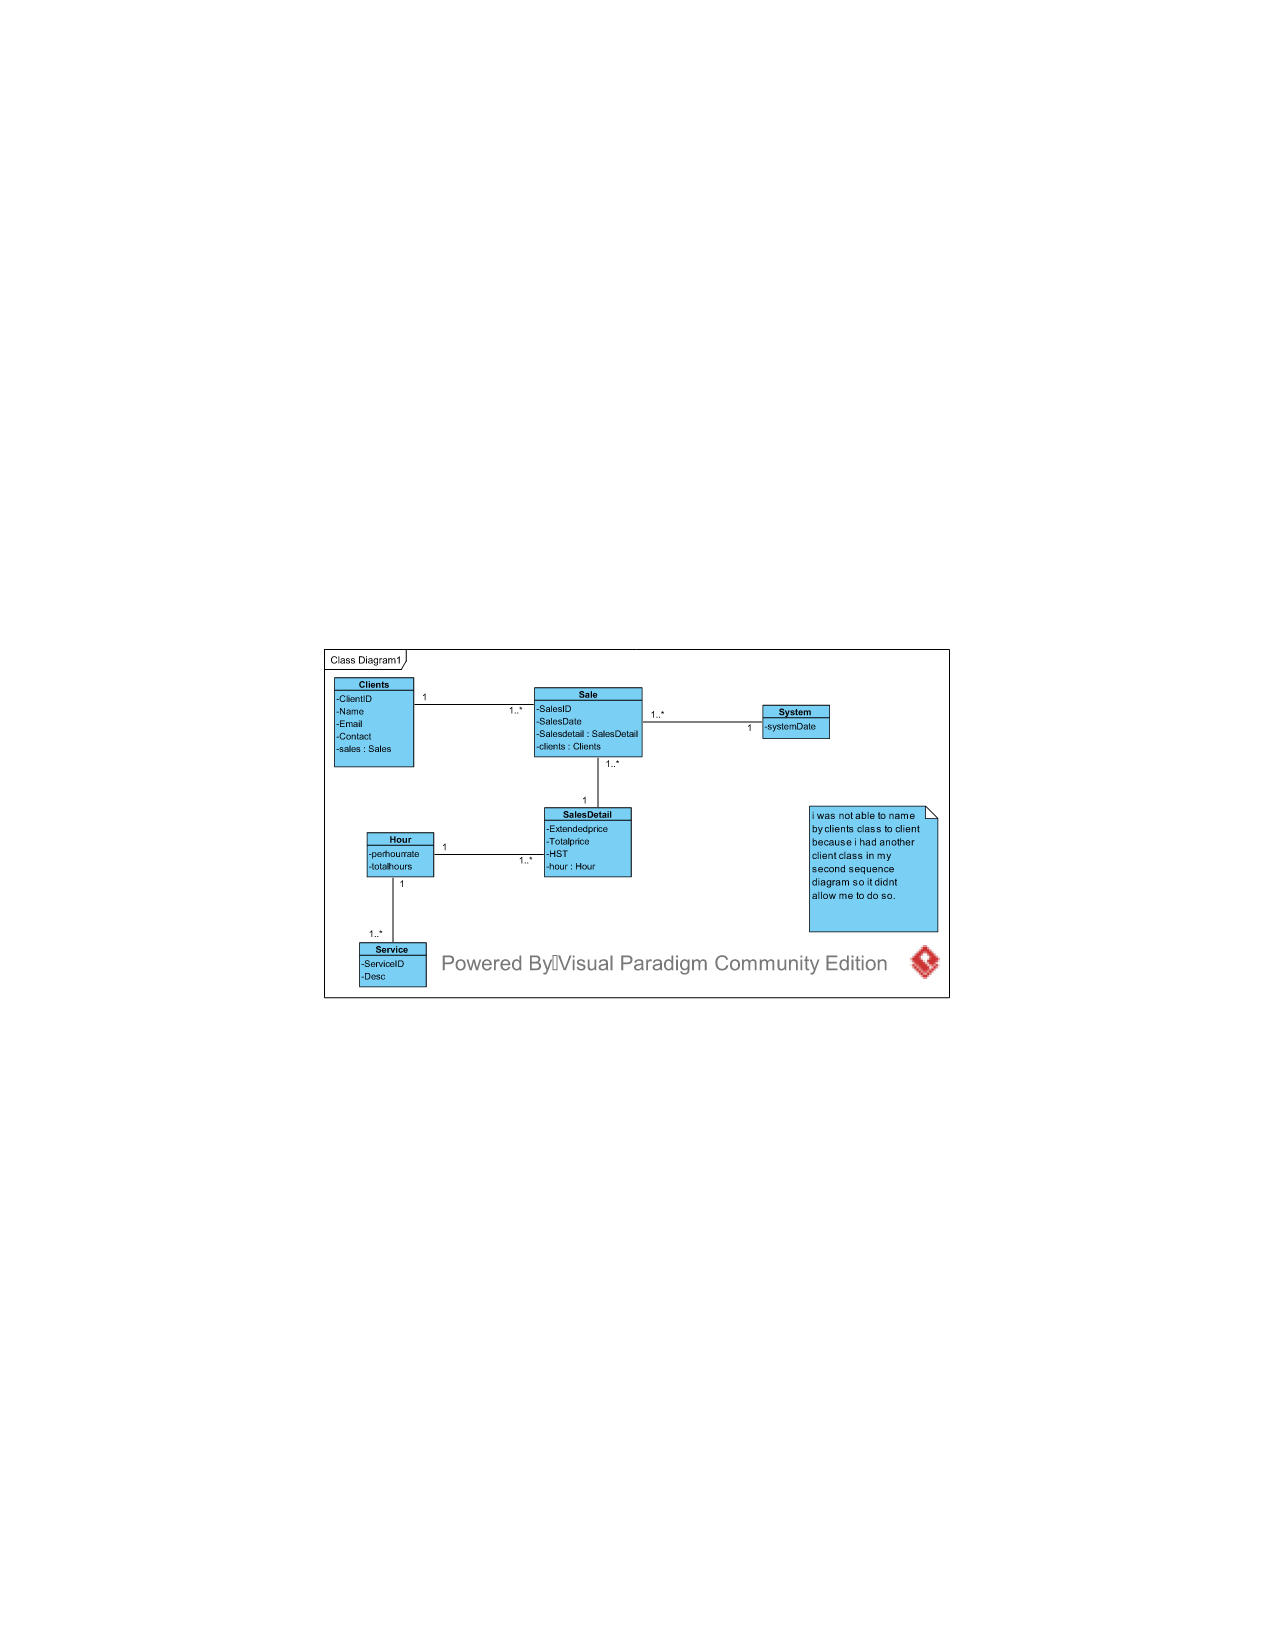 Class Diagram1
Clients
-ClientID
-Name
-Email
-Contact
-sales : Sales
1
1..*
Sale
-SalesID
-SalesDate
-Salesdetail : SalesDetail
-clients : Clients
1..*
1
System
-systemDate
1..*
1
SalesDetail
-Extendedprice
-Totalprice
-HST
-hour : Hour
Hour
-perhourrate
-totalhours
1
1..*
1
1..*
Service
-ServiceID
-Desc
i was not able to name
by clients class to client
because i had another
client class in my
second sequence
diagram so it didnt
allow me to do so.
Powered By Visual Paradigm Community Edition